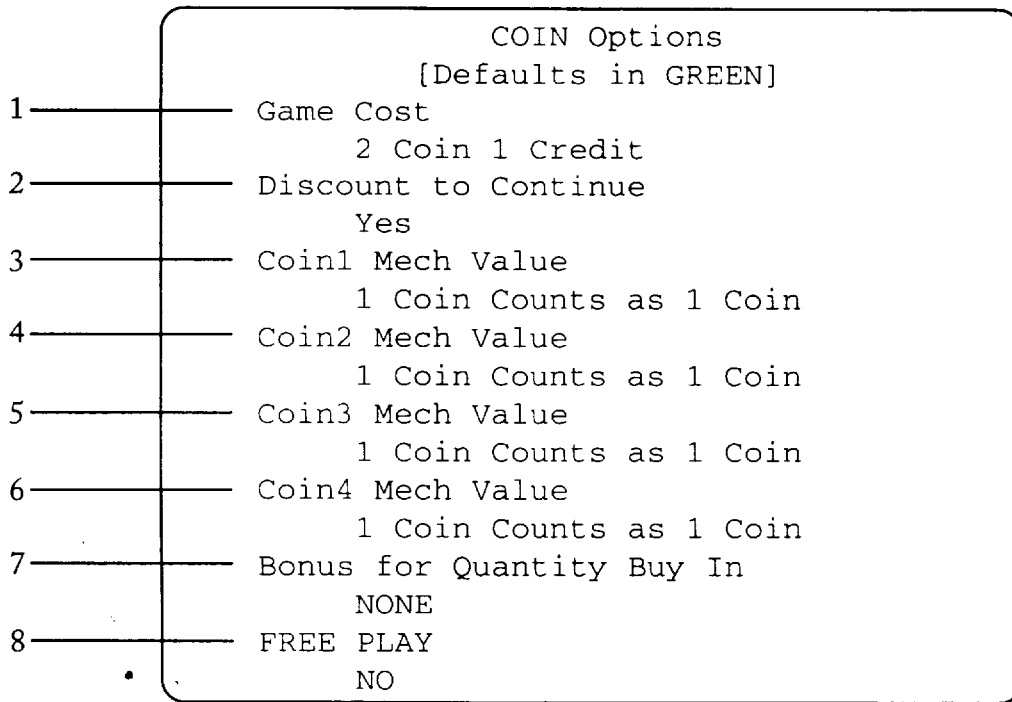 COIN Options
[Defaults in GREEN]
1 Game Cost
2 Coin 1 Credit
2 Discount to Continue
Yes
3 Coin1 Mech Value
1 Coin Counts as 1 Coin
4 Coin2 Mech Value
1 Coin Counts as 1 Coin
5 Coin3 Mech Value
1 Coin Counts as 1 Coin
6 Coin4 Mech Value
1 Coin Counts as 1 Coin
7 Bonus for Quantity Buy In
NONE
8 FREE PLAY
NO